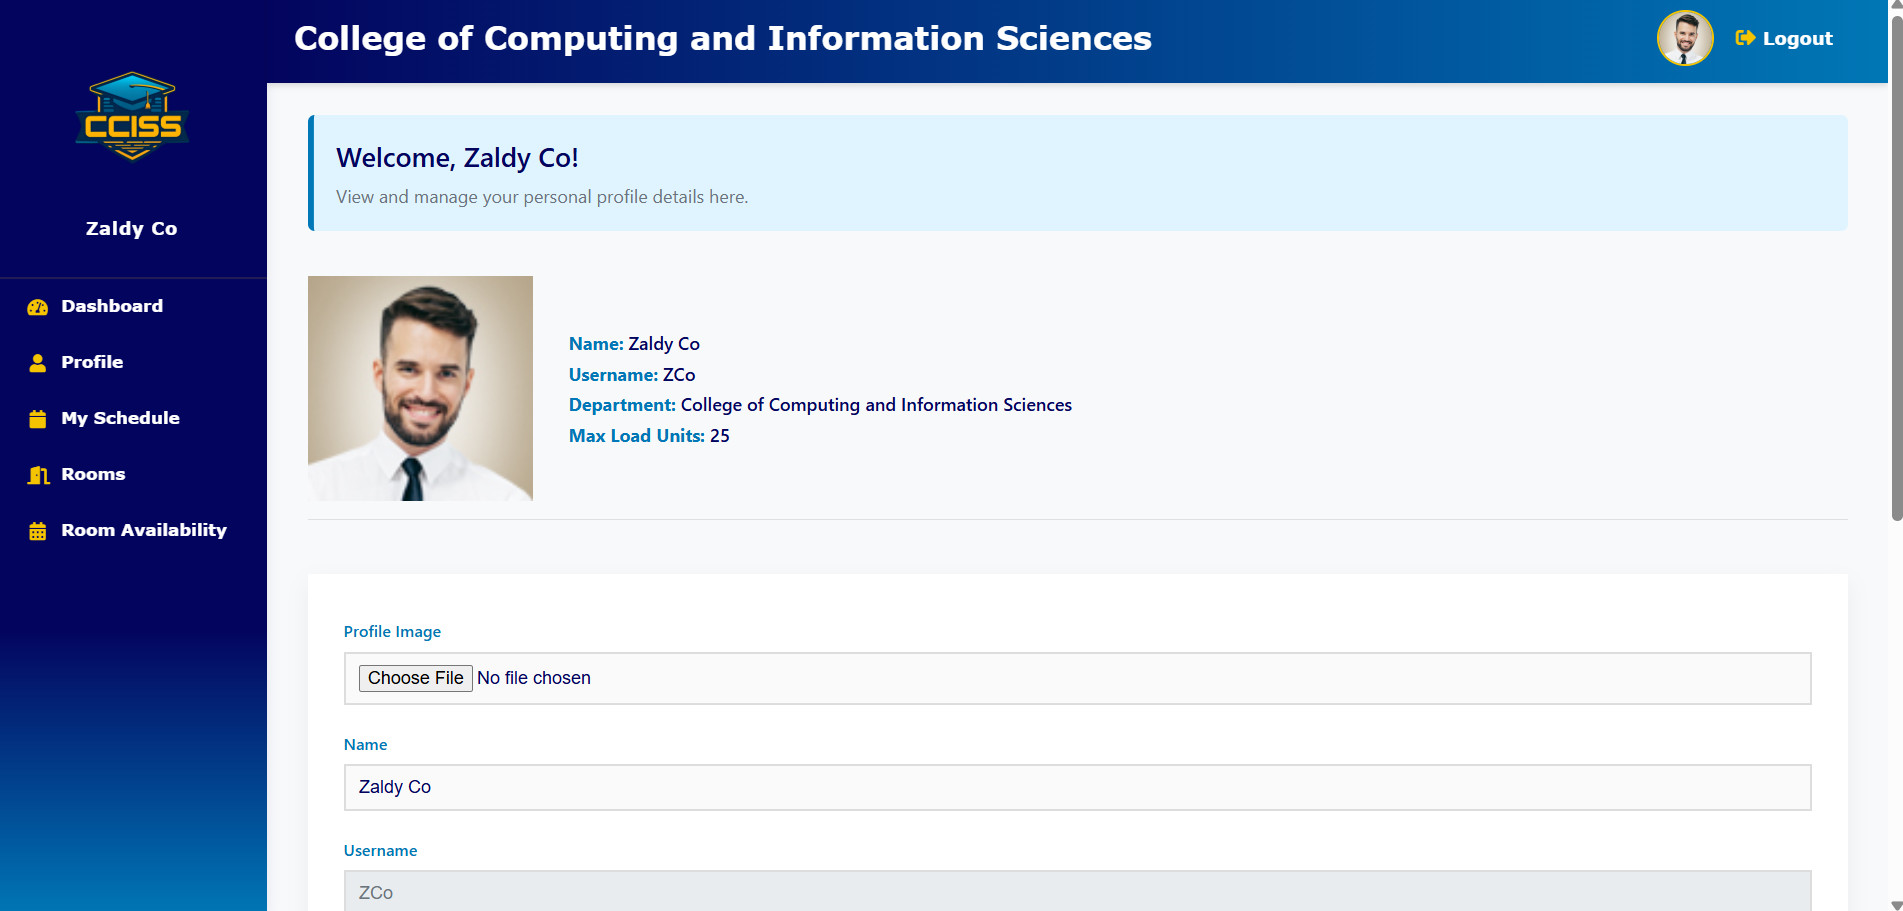 College of Computing and Information Sciences
Logout
CCISS
Zaldy Co
Dashboard
Profile
My Schedule
Rooms
Room Availability
Welcome, Zaldy Co!
View and manage your personal profile details here.
Name: Zaldy Co
Username: ZCo
Department: College of Computing and Information Sciences
Max Load Units: 25
Profile Image
Choose File No file chosen
Name
Zaldy Co
Username
ZCo